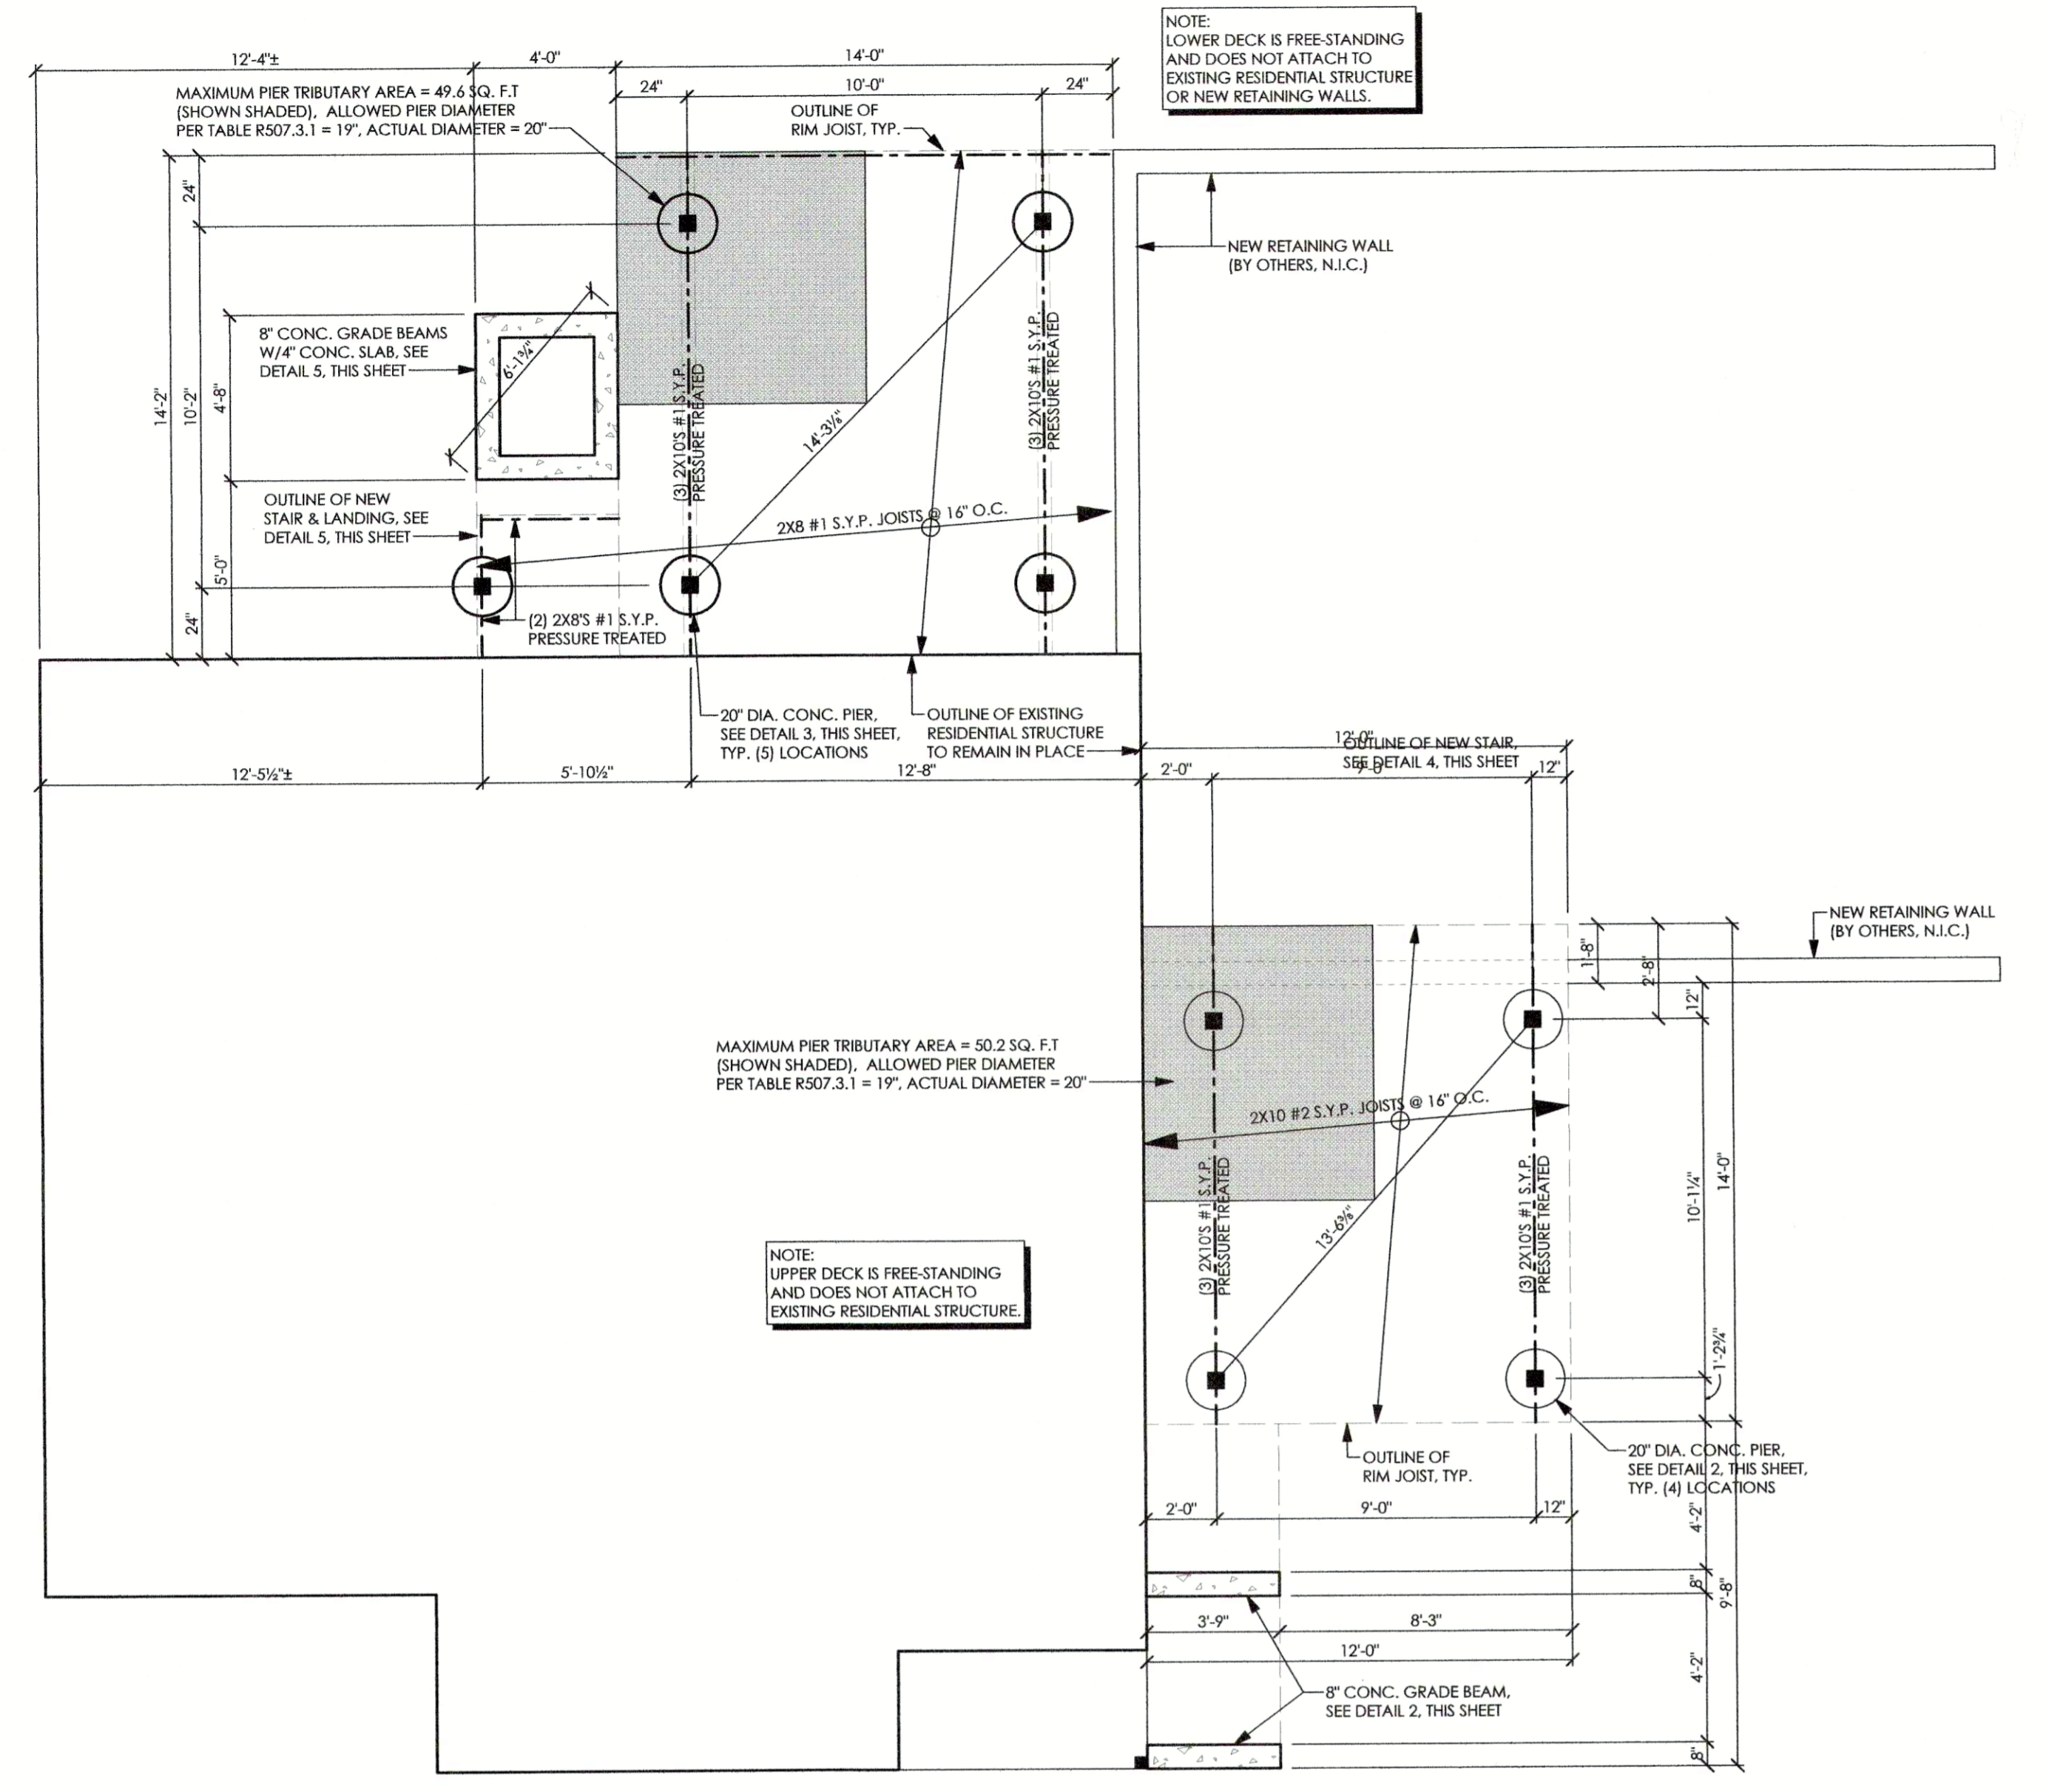 NOTE:
LOWER DECK IS FREE-STANDING
AND DOES NOT ATTACH TO
EXISTING RESIDENTIAL STRUCTURE
OR NEW RETAINING WALLS.
12'-4"±
4'-0"
14'-0"
24"
10'-0"
24"
MAXIMUM PIER TRIBUTARY AREA = 49.6 SQ. F.T
(SHOWN SHADED), ALLOWED PIER DIAMETER
PER TABLE R507.3.1 = 19", ACTUAL DIAMETER = 20"
OUTLINE OF
RIM JOIST, TYP.
24"
14'-2"
10'-2"
4'-8"
5'-0"
24"
NEW RETAINING WALL
(BY OTHERS, N.I.C.)
8" CONC. GRADE BEAMS
W/4" CONC. SLAB, SEE
DETAIL 5, THIS SHEET
6'-1¾"
(3) 2X10'S #1 S.Y.P.
PRESSURE TREATED
14'-3⅛"
(3) 2X10'S #1 S.Y.P.
PRESSURE TREATED
OUTLINE OF NEW
STAIR & LANDING, SEE
DETAIL 5, THIS SHEET
2X8 #1 S.Y.P. JOISTS @ 16" O.C.
(2) 2X8'S #1 S.Y.P.
PRESSURE TREATED
20" DIA. CONC. PIER,
SEE DETAIL 3, THIS SHEET,
TYP. (5) LOCATIONS
OUTLINE OF EXISTING
RESIDENTIAL STRUCTURE
TO REMAIN IN PLACE
12'-0"
OUTLINE OF NEW STAIR,
SEE DETAIL 4, THIS SHEET
12'-5½"±
5'-10½"
12'-8"
2'-0"
9'-0"
12"
NEW RETAINING WALL
(BY OTHERS, N.I.C.)
1'-8"
2'-8"
12"
MAXIMUM PIER TRIBUTARY AREA = 50.2 SQ. F.T
(SHOWN SHADED), ALLOWED PIER DIAMETER
PER TABLE R507.3.1 = 19", ACTUAL DIAMETER = 20"
2X10 #2 S.Y.P. JOISTS @ 16" O.C.
(3) 2X10'S #1 S.Y.P.
PRESSURE TREATED
13'-6⅜"
(3) 2X10'S #1 S.Y.P.
PRESSURE TREATED
10'-1¼"
14'-0"
1'-2¾"
NOTE:
UPPER DECK IS FREE-STANDING
AND DOES NOT ATTACH TO
EXISTING RESIDENTIAL STRUCTURE.
OUTLINE OF
RIM JOIST, TYP.
20" DIA. CONC. PIER,
SEE DETAIL 2, THIS SHEET,
TYP. (4) LOCATIONS
2'-0"
9'-0"
12"
4'-2"
8"
9'-8"
3'-9"
8'-3"
12'-0"
4'-2"
8" CONC. GRADE BEAM,
SEE DETAIL 2, THIS SHEET
8"